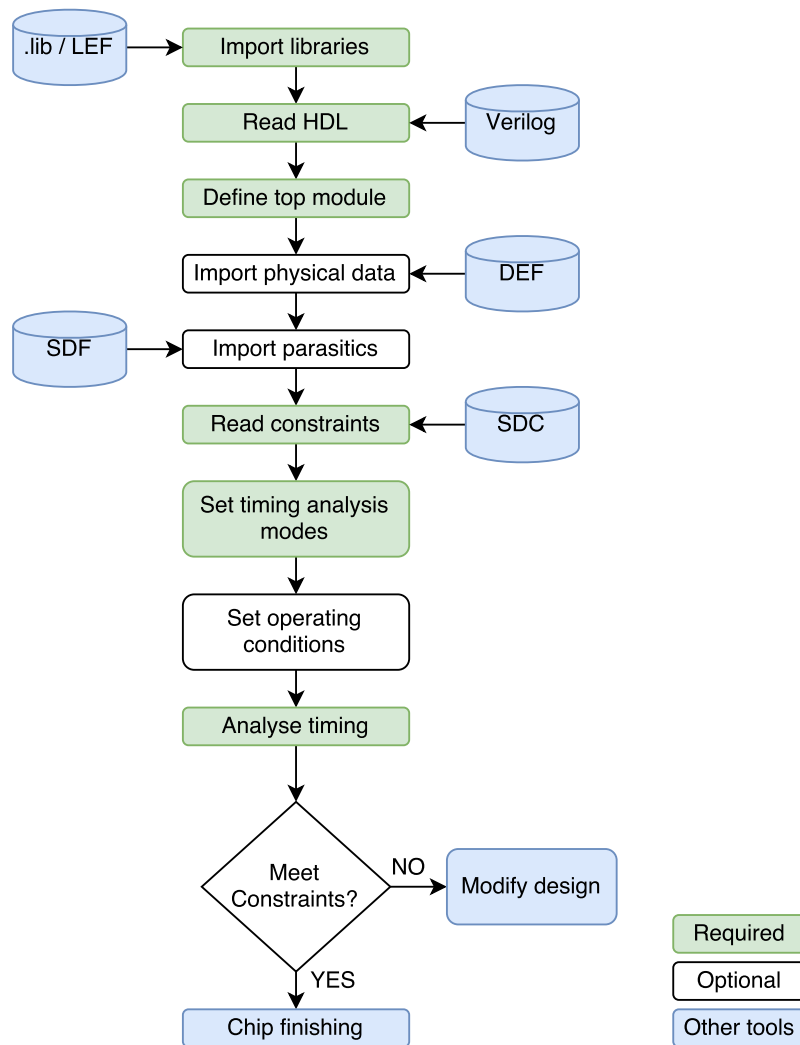 .lib / LEF
Import libraries
Read HDL
Verilog
Define top module
Import physical data
DEF
SDF
Import parasitics
Read constraints
SDC
Set timing analysis
modes
Set operating
conditions
Analyse timing
Meet
Constraints?
NO
Modify design
YES
Chip finishing
Required
Optional
Other tools